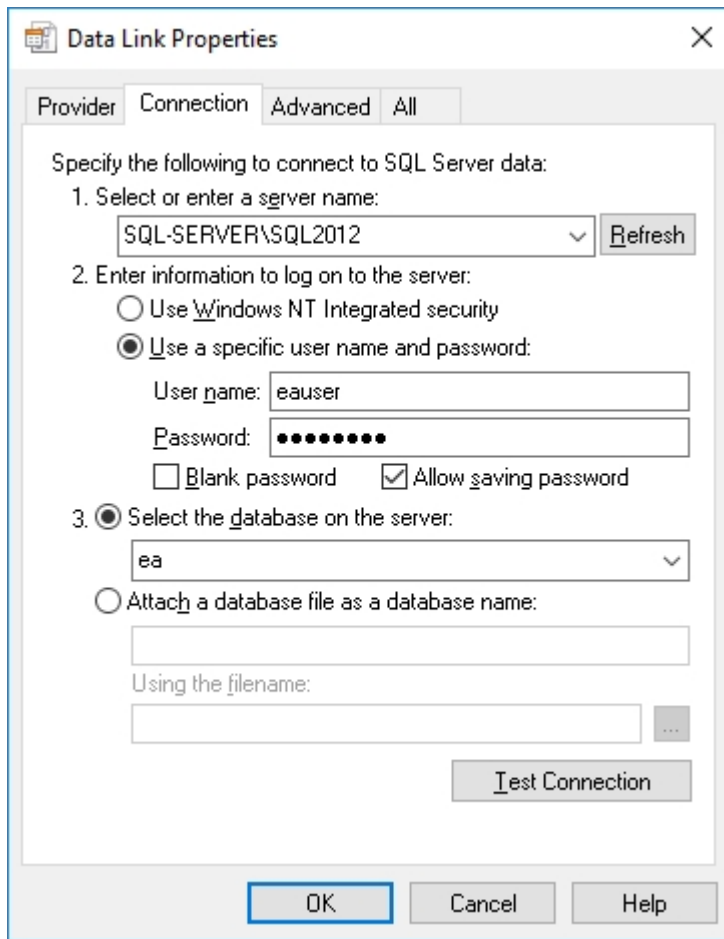 Data Link Properties
Provider Connection Advanced All
Specify the following to connect to SQL Server data:
1. Select or enter a server name:
SQL-SERVER\SQL2012 Refresh
2. Enter information to log on to the server:
Use Windows NT Integrated security
Use a specific user name and password:
User name: eauser
Password: ●●●●●●●●
Blank password Allow saving password
3. Select the database on the server:
ea
Attach a database file as a database name:
Using the filename:
...
Test Connection
OK Cancel Help